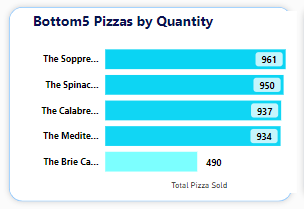 Bottom5 Pizzas by Quantity
The Soppre... 961
The Spinac... 950
The Calabre... 937
The Medite... 934
The Brie Ca... 490
Total Pizza Sold